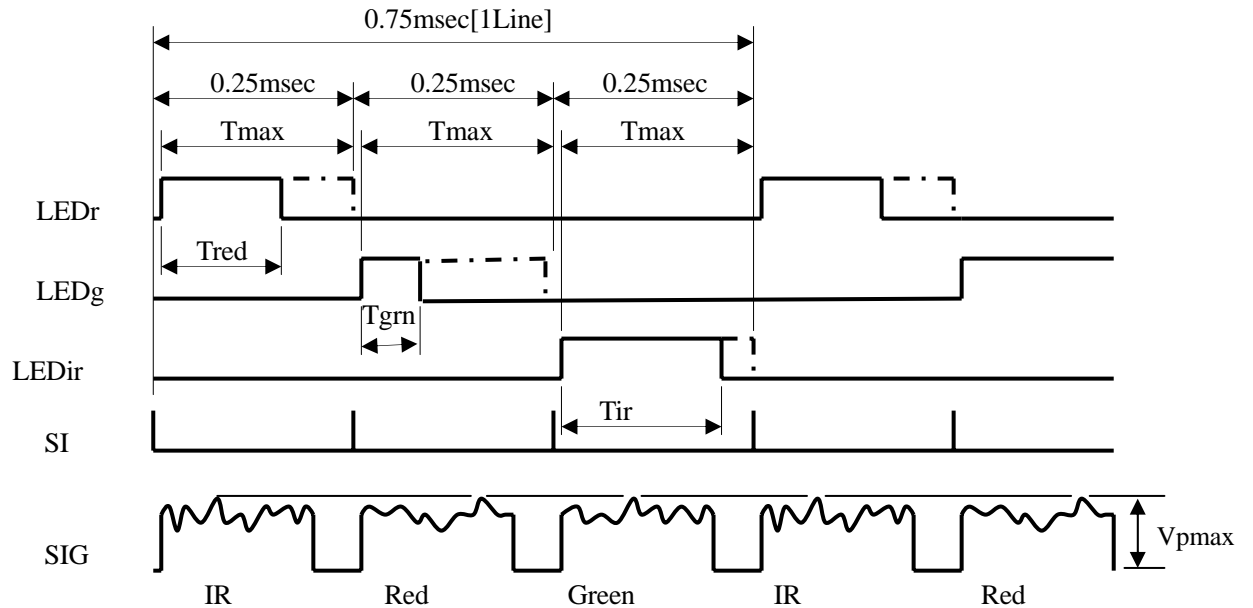 0.75msec[1Line]
0.25msec 0.25msec 0.25msec
Tmax Tmax Tmax
LEDr
Tred
LEDg
Tgrn
LEDir
Tir
SI
SIG
Vpmax
IR Red Green IR Red